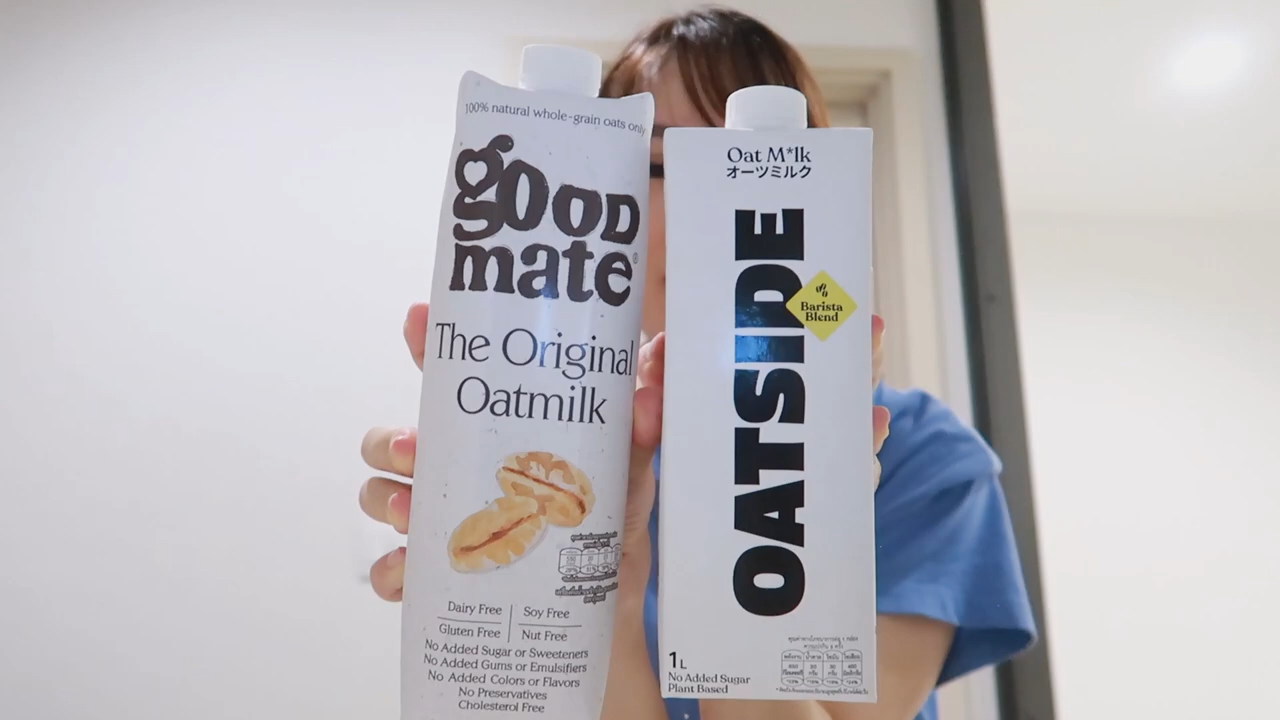 100% natural whole-grain oats only
good
mate®
The Original
Oatmilk
Dairy Free
Soy Free
Gluten Free
Nut Free
No Added Sugar or Sweeteners
No Added Gums or Emulsifiers
No Added Colors or Flavors
No Preservatives
Cholesterol Free
Oat M*lk
オーツミルク
OATSIDE
Barista
Blend
1L
No Added Sugar
Plant Based